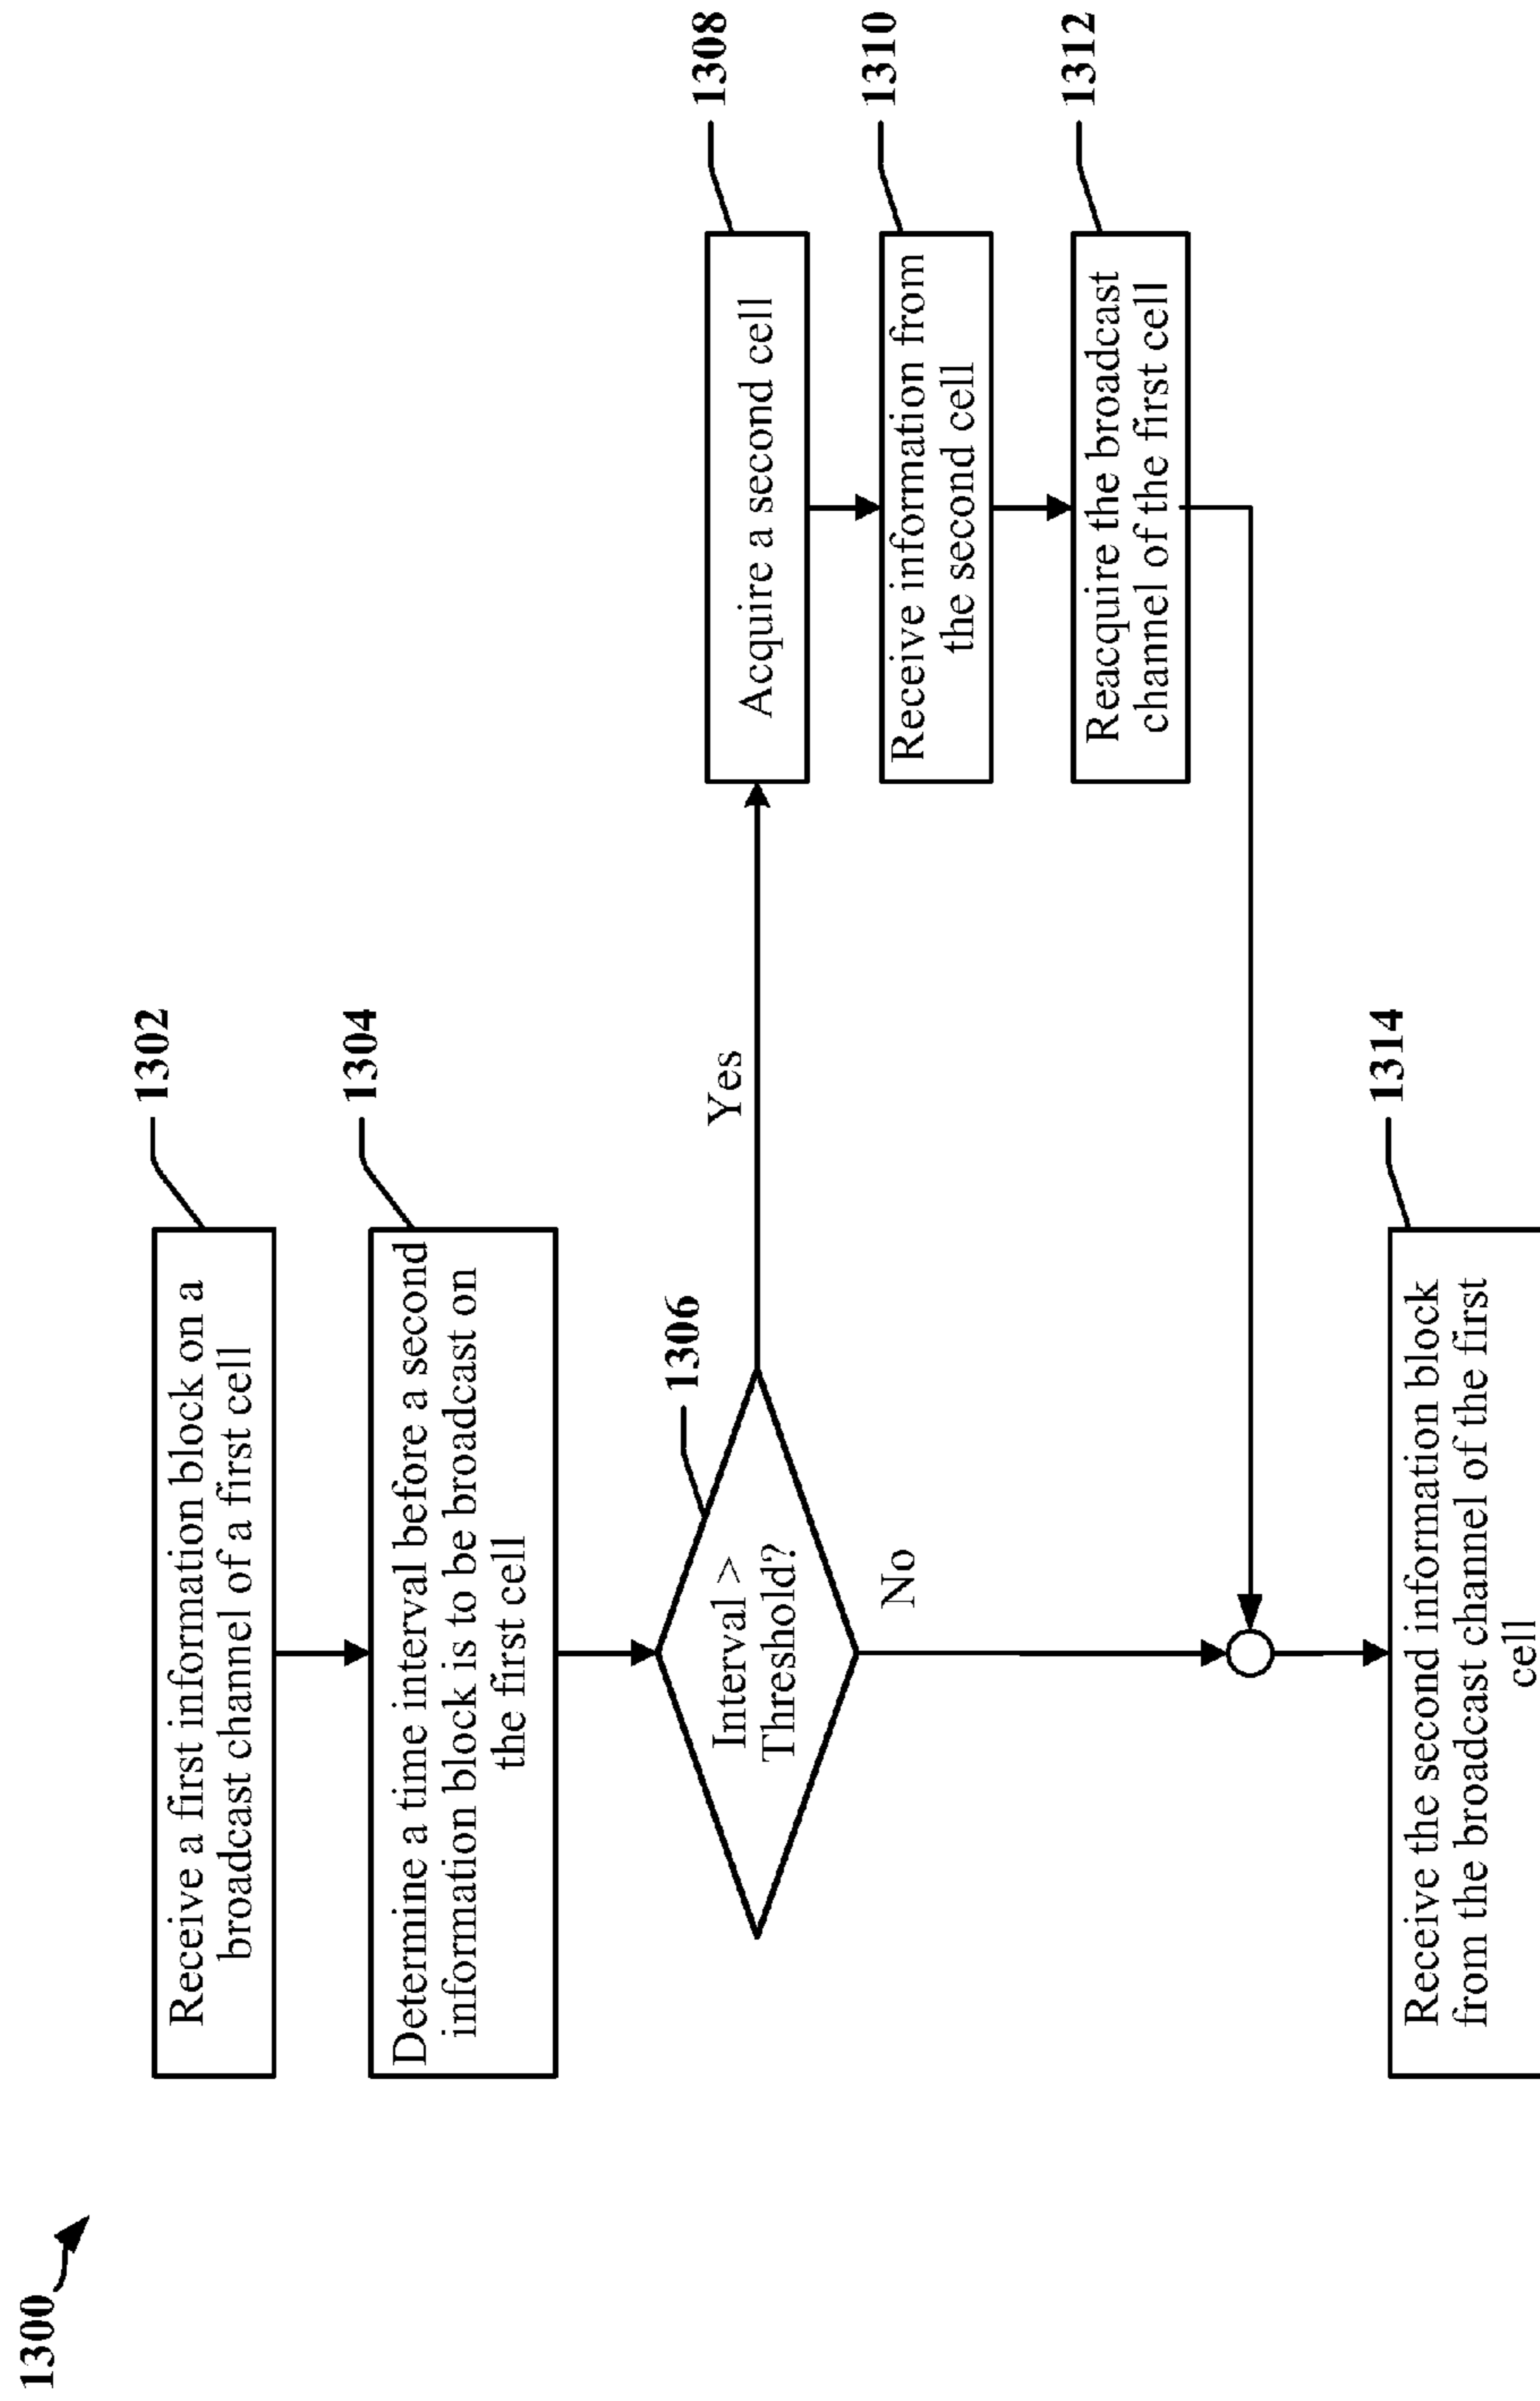 1300
1302
Receive a first information block on a
broadcast channel of a first cell
1304
Determine a time interval before a second
information block is to be broadcast on
the first cell
1306
Interval >
Threshold?
Yes
No
1308
Acquire a second cell
1310
Receive information from
the second cell
1312
Reacquire the broadcast
channel of the first cell
1314
Receive the second information block
from the broadcast channel of the first
cell